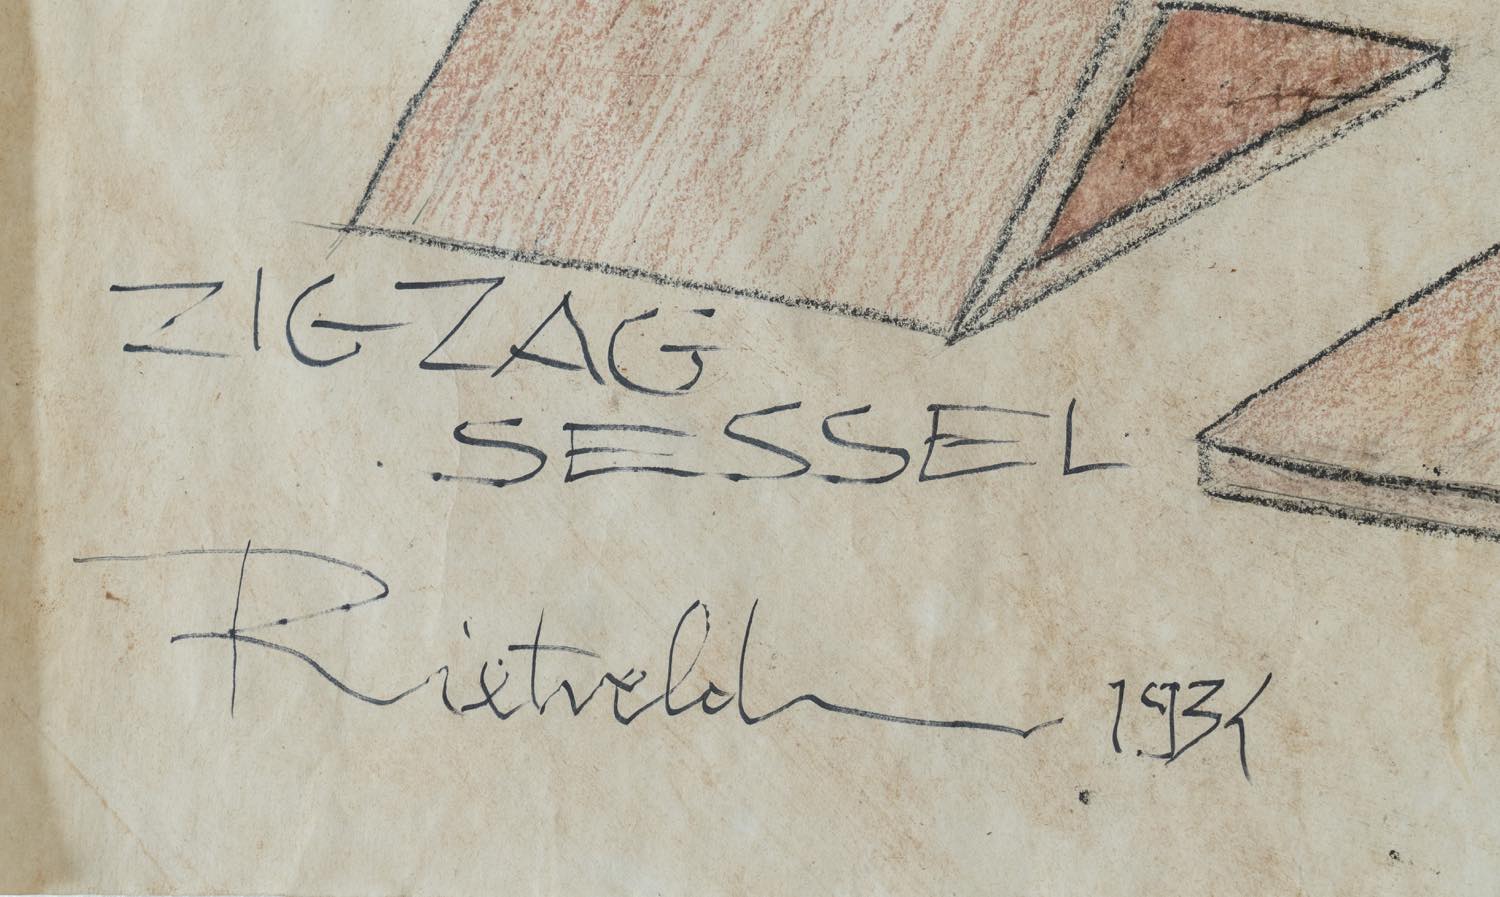 ZIGZAG
SESSEL
Rietveld 1934